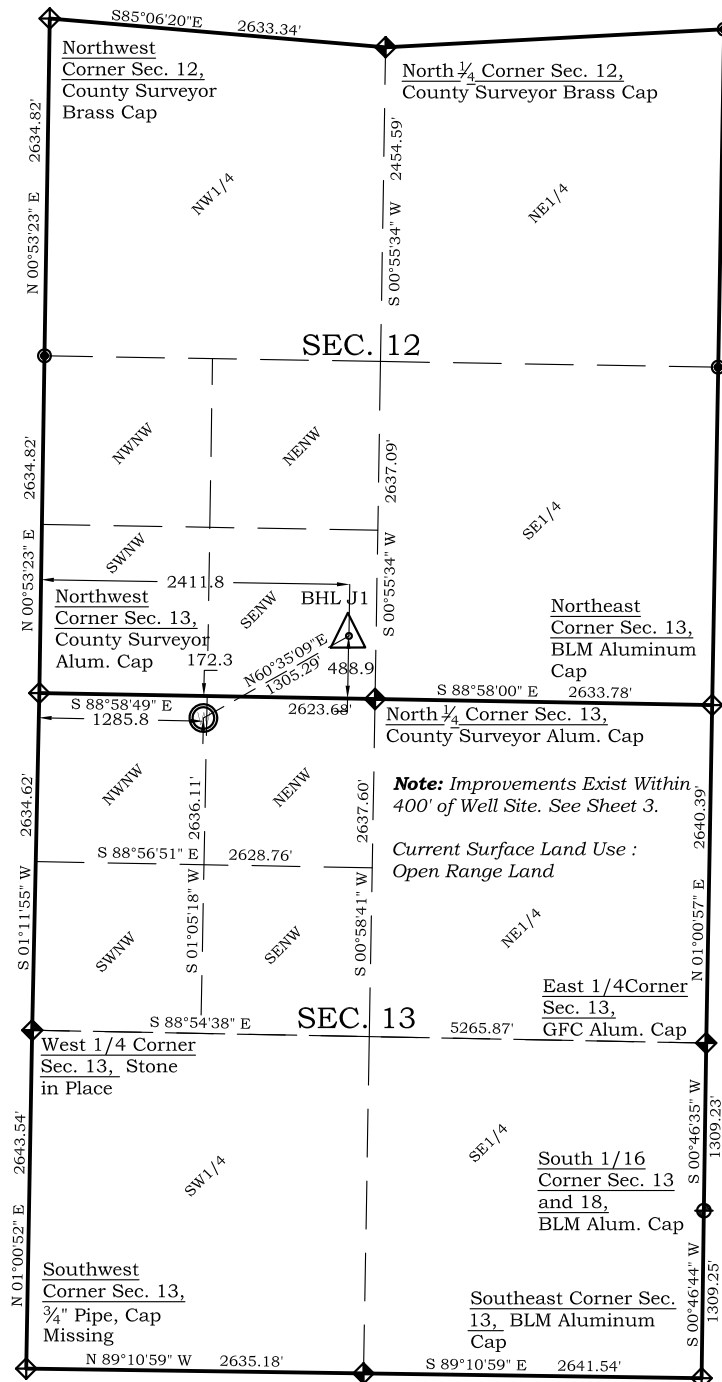 S85°06'20"E 2633.34'
Northwest
Corner Sec. 12,
County Surveyor
Brass Cap
North 1/4 Corner Sec. 12,
County Surveyor Brass Cap
2634.82'
N 00°53'23" E
2454.59'
S 00°55'34" W
NW1/4
NE1/4
SEC. 12
NWNW
NENW
2634.82'
N 00°53'23" E
2637.09'
S 00°55'34" W
SE1/4
SWNW
SENW
2411.8
BHL J1
Northwest
Corner Sec. 13,
County Surveyor
Alum. Cap
Northeast
Corner Sec. 13,
BLM Aluminum
Cap
172.3
N60°35'09"E
1305.29'
488.9
S 88°58'49" E
2623.68'
1285.8
S 88°58'00" E 2633.78'
North 1/4 Corner Sec. 13,
County Surveyor Alum. Cap
Note: Improvements Exist Within
400' of Well Site. See Sheet 3.
Current Surface Land Use :
Open Range Land
NWNW
NENW
2634.62'
S 01°11'55" W
2636.11'
S 01°05'18" W
2637.60'
S 00°58'41" W
2640.39'
N 01°00'57" E
S 88°56'51" E 2628.76'
SWNW
SENW
NE1/4
East 1/4Corner
Sec. 13,
GFC Alum. Cap
S 88°54'38" E
SEC. 13
5265.87'
West 1/4 Corner
Sec. 13, Stone
in Place
2643.54'
N 01°00'52" E
SW1/4
SE1/4
S 00°46'35" W
1309.23'
South 1/16
Corner Sec. 13
and 18,
BLM Alum. Cap
S 00°46'44" W
1309.25'
Southwest
Corner Sec. 13,
3/4" Pipe, Cap
Missing
Southeast Corner Sec.
13, BLM Aluminum
Cap
N 89°10'59" W 2635.18'
S 89°10'59" E 2641.54'